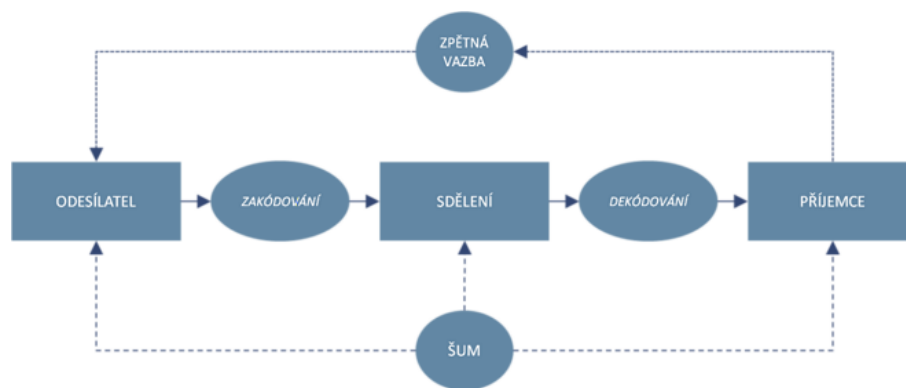 ZPĚTNÁ
VAZBA
ODESÍLATEL
ZAKÓDOVÁNÍ
SDĚLENÍ
DEKÓDOVÁNÍ
PŘÍJEMCE
ŠUM